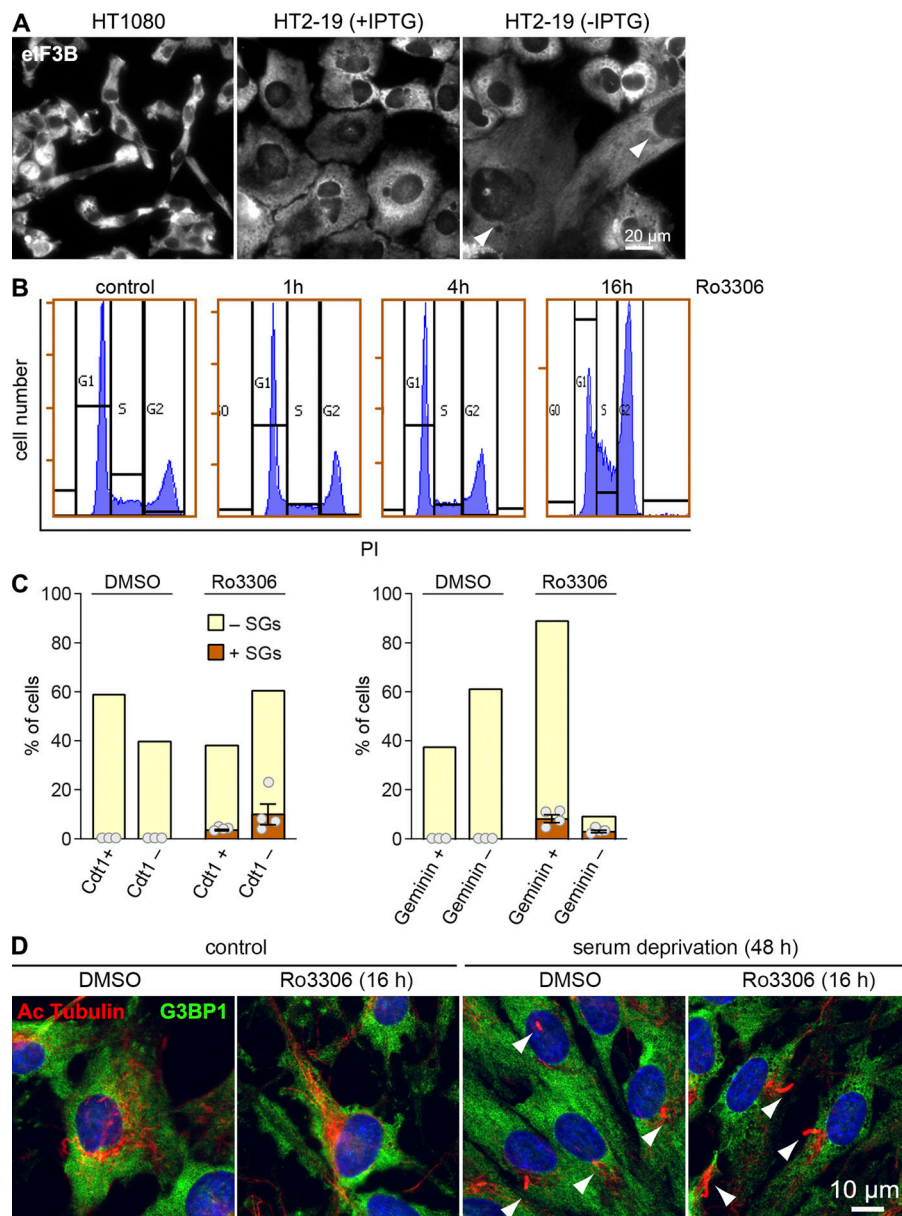 A HT1080 HT2-19 (+IPTG) HT2-19 (-IPTG)
eIF3B
20 µm
B control 1h 4h 16h Ro3306
cell number
G1 S G2
G0 G1 S G2
G1 S G2
G0 G1 S G2
PI
C DMSO Ro3306
% of cells
100
80
60
40
20
0
– SGs
+ SGs
Cdt1+ Cdt1 – Cdt1 + Cdt1 –
DMSO Ro3306
% of cells
100
80
60
40
20
0
Geminin + Geminin – Geminin + Geminin –
D control serum deprivation (48 h)
DMSO Ro3306 (16 h) DMSO Ro3306 (16 h)
Ac Tubulin G3BP1
10 µm